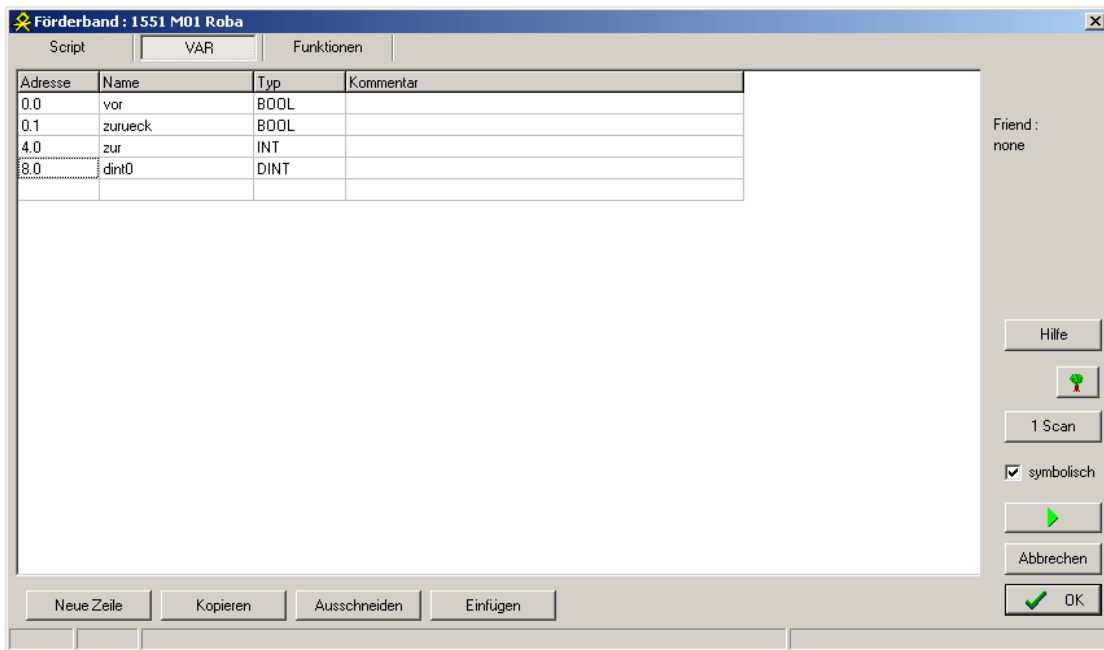 Förderband : 1551 M01 Roba
Script VAR Funktionen
Adresse Name Typ Kommentar
0.0 vor BOOL
0.1 zurueck BOOL
4.0 zur INT
8.0 dint0 DINT
Friend :
none
Hilfe
1 Scan
symbolisch
Abbrechen
OK
Neue Zeile Kopieren Ausschneiden Einfügen